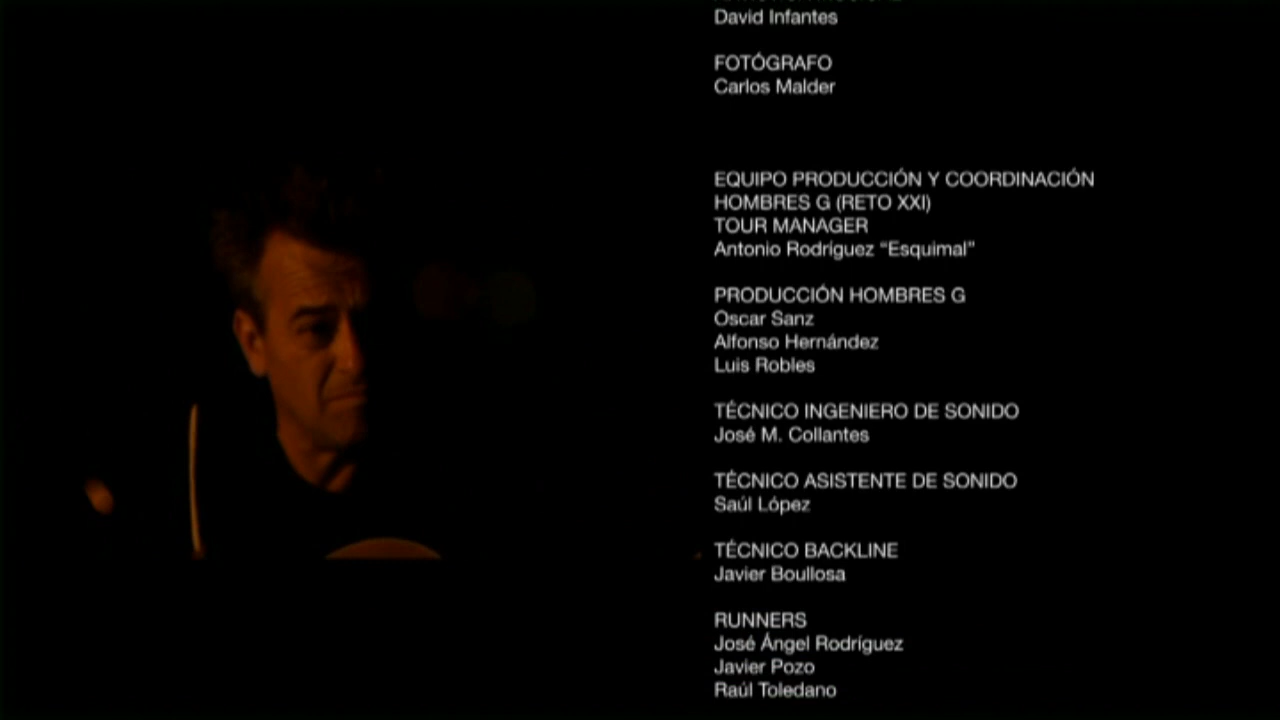 David Infantes
FOTÓGRAFO
Carlos Malder
EQUIPO PRODUCCIÓN Y COORDINACIÓN
HOMBRES G (RETO XXI)
TOUR MANAGER
Antonio Rodríguez “Esquimal”
PRODUCCIÓN HOMBRES G
Oscar Sanz
Alfonso Hernández
Luis Robles
TÉCNICO INGENIERO DE SONIDO
José M. Collantes
TÉCNICO ASISTENTE DE SONIDO
Saúl López
TÉCNICO BACKLINE
Javier Boullosa
RUNNERS
José Ángel Rodríguez
Javier Pozo
Raúl Toledano